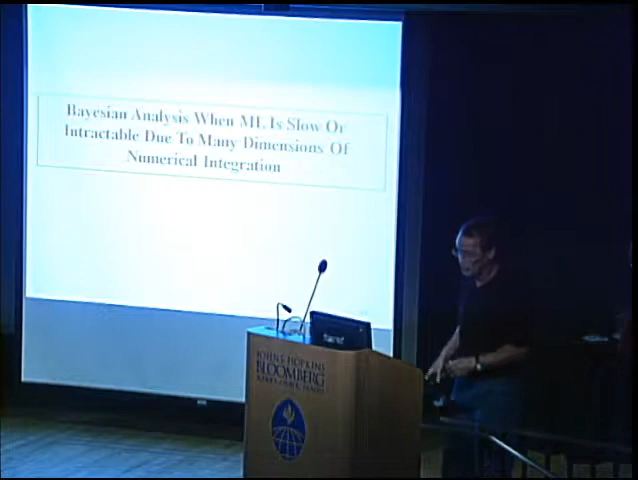 Bayesian Analysis When ML Is Slow Or
Intractable Due To Many Dimensions Of
Numerical Integration
JOHNS HOPKINS
BLOOMBERG